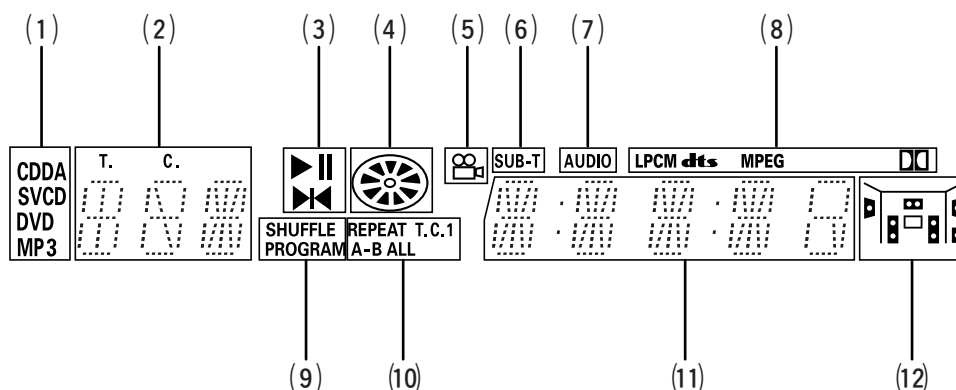 (1) (2) (3) (4) (5) (6) (7) (8)
T. C.
SUB-T AUDIO LPCM dts MPEG
CDDA
SVCD
DVD
MP3
SHUFFLE
PROGRAM
REPEAT T.C.1
A-B ALL
(9) (10) (11) (12)